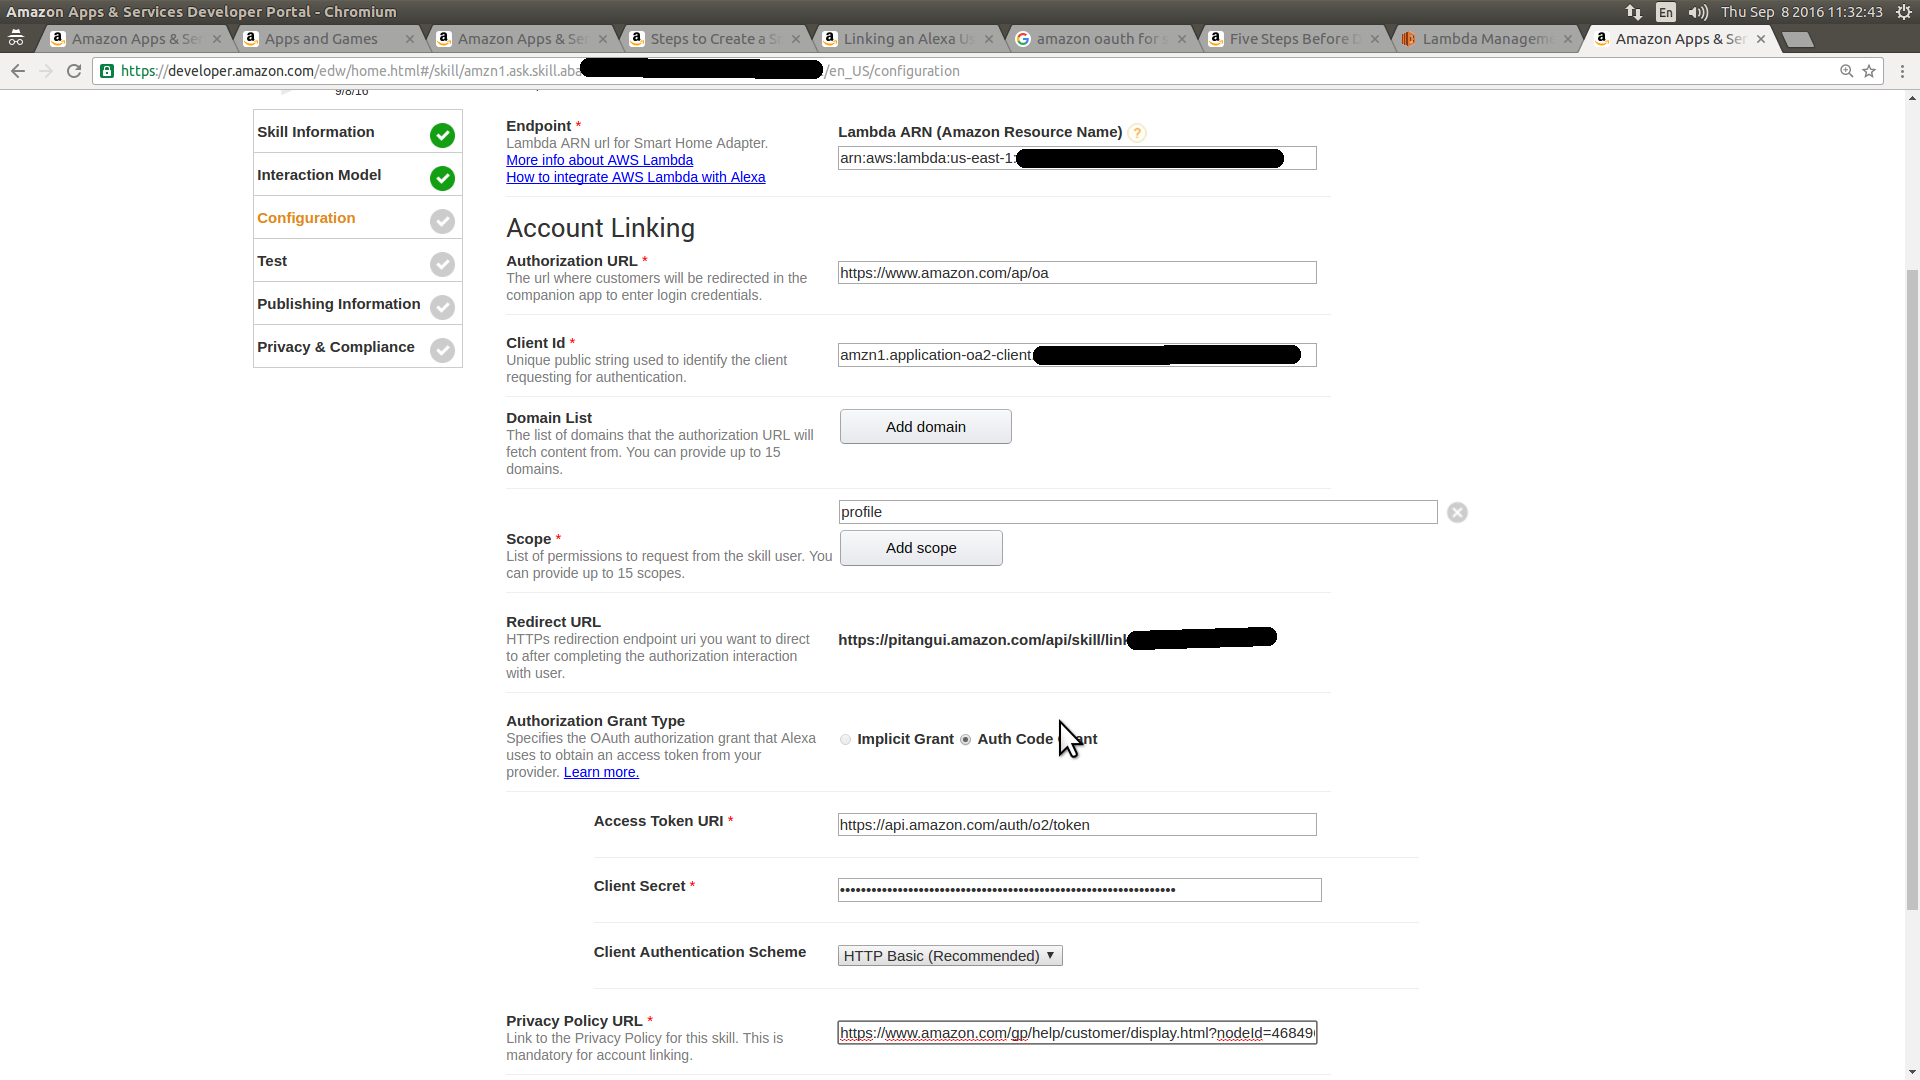 Amazon Apps & Services Developer Portal - Chromium
En
Thu Sep 8 2016 11:32:43
Amazon Apps & Ser
Apps and Games
Amazon Apps & Ser
Steps to Create a S
Linking an Alexa Us
amazon oauth for s
Five Steps Before D
Lambda Managem
Amazon Apps & Ser
https://developer.amazon.com/edw/home.html#/skill/amzn1.ask.skill.aba
/en_US/configuration
9/8/16
Skill Information
Interaction Model
Configuration
Test
Publishing Information
Privacy & Compliance
Endpoint *
Lambda ARN url for Smart Home Adapter.
More info about AWS Lambda
How to integrate AWS Lambda with Alexa
Lambda ARN (Amazon Resource Name) ?
arn:aws:lambda:us-east-1:
Account Linking
Authorization URL *
The url where customers will be redirected in the
companion app to enter login credentials.
https://www.amazon.com/ap/oa
Client Id *
Unique public string used to identify the client
requesting for authentication.
amzn1.application-oa2-client
Domain List
The list of domains that the authorization URL will
fetch content from. You can provide up to 15
domains.
Add domain
profile
Scope *
List of permissions to request from the skill user. You
can provide up to 15 scopes.
Add scope
Redirect URL
HTTPs redirection endpoint uri you want to direct
to after completing the authorization interaction
with user.
https://pitangui.amazon.com/api/skill/link
Authorization Grant Type
Specifies the OAuth authorization grant that Alexa
uses to obtain an access token from your
provider. Learn more.
Implicit Grant
Auth Code Grant
Access Token URI *
https://api.amazon.com/auth/o2/token
Client Secret *
Client Authentication Scheme
HTTP Basic (Recommended)
Privacy Policy URL *
Link to the Privacy Policy for this skill. This is
mandatory for account linking.
https://www.amazon.com/gp/help/customer/display.html?nodeId=46849